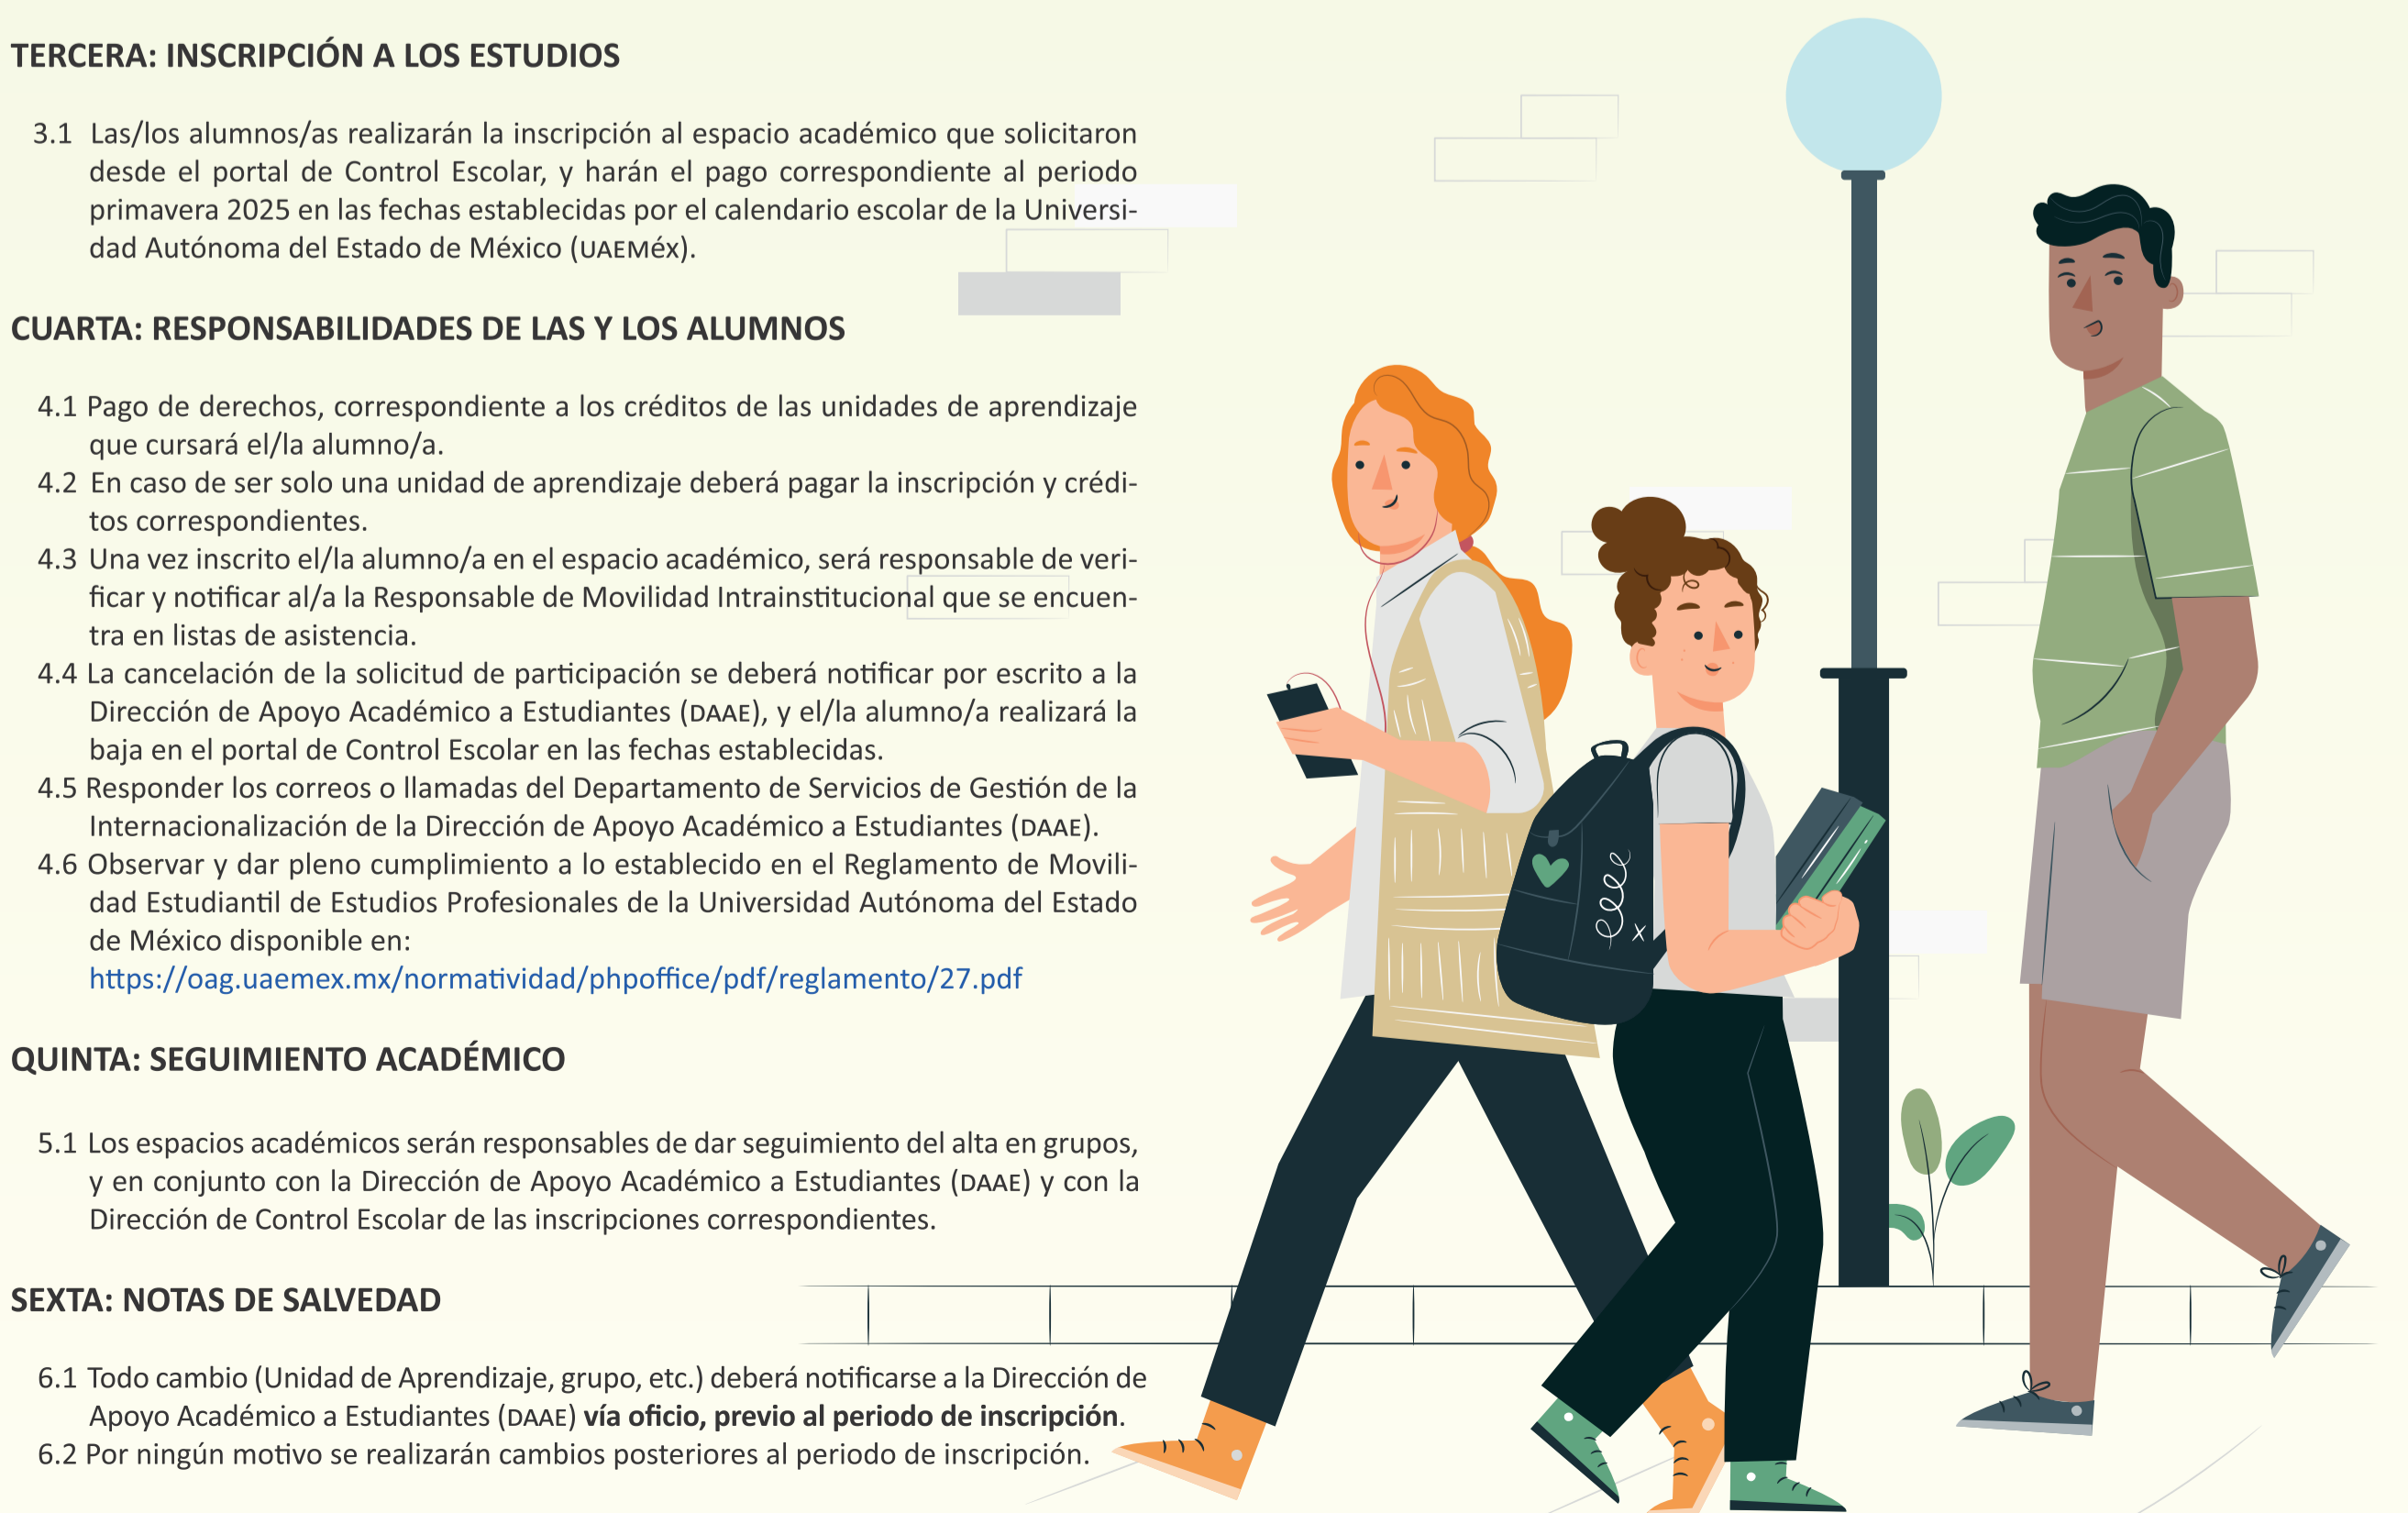 TERCERA: INSCRIPCIÓN A LOS ESTUDIOS
3.1 Las/los alumnos/as realizarán la inscripción al espacio académico que solicitaron
desde el portal de Control Escolar, y harán el pago correspondiente al periodo
primavera 2025 en las fechas establecidas por el calendario escolar de la Universi-
dad Autónoma del Estado de México (UAEMéx).
CUARTA: RESPONSABILIDADES DE LAS Y LOS ALUMNOS
4.1 Pago de derechos, correspondiente a los créditos de las unidades de aprendizaje
que cursará el/la alumno/a.
4.2 En caso de ser solo una unidad de aprendizaje deberá pagar la inscripción y crédi-
tos correspondientes.
4.3 Una vez inscrito el/la alumno/a en el espacio académico, será responsable de veri-
ficar y notificar al/a la Responsable de Movilidad Intrainstitucional que se encuen-
tra en listas de asistencia.
4.4 La cancelación de la solicitud de participación se deberá notificar por escrito a la
Dirección de Apoyo Académico a Estudiantes (DAAE), y el/la alumno/a realizará la
baja en el portal de Control Escolar en las fechas establecidas.
4.5 Responder los correos o llamadas del Departamento de Servicios de Gestión de la
Internacionalización de la Dirección de Apoyo Académico a Estudiantes (DAAE).
4.6 Observar y dar pleno cumplimiento a lo establecido en el Reglamento de Movili-
dad Estudiantil de Estudios Profesionales de la Universidad Autónoma del Estado
de México disponible en:
https://oag.uaemex.mx/normatividad/phpoffice/pdf/reglamento/27.pdf
QUINTA: SEGUIMIENTO ACADÉMICO
5.1 Los espacios académicos serán responsables de dar seguimiento del alta en grupos,
y en conjunto con la Dirección de Apoyo Académico a Estudiantes (DAAE) y con la
Dirección de Control Escolar de las inscripciones correspondientes.
SEXTA: NOTAS DE SALVEDAD
6.1 Todo cambio (Unidad de Aprendizaje, grupo, etc.) deberá notificarse a la Dirección de
Apoyo Académico a Estudiantes (DAAE) vía oficio, previo al periodo de inscripción.
6.2 Por ningún motivo se realizarán cambios posteriores al periodo de inscripción.